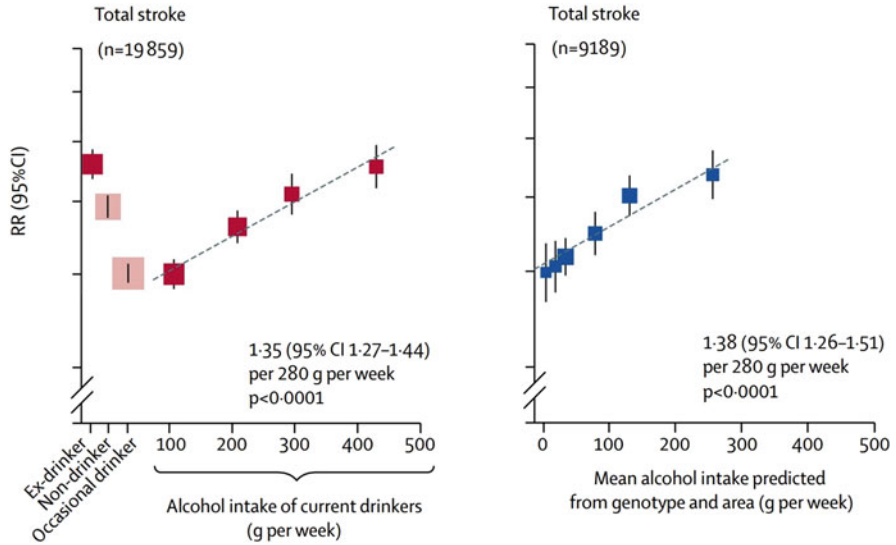 Total stroke
(n=19 859)
RR (95%CI)
1·35 (95% CI 1·27–1·44)
per 280 g per week
p<0·0001
Ex-drinker
Non-drinker
Occasional drinker
100
200
300
400
500
Alcohol intake of current drinkers
(g per week)
Total stroke
(n=9189)
1·38 (95% CI 1·26–1·51)
per 280 g per week
p<0·0001
0
100
200
300
400
500
Mean alcohol intake predicted
from genotype and area (g per week)